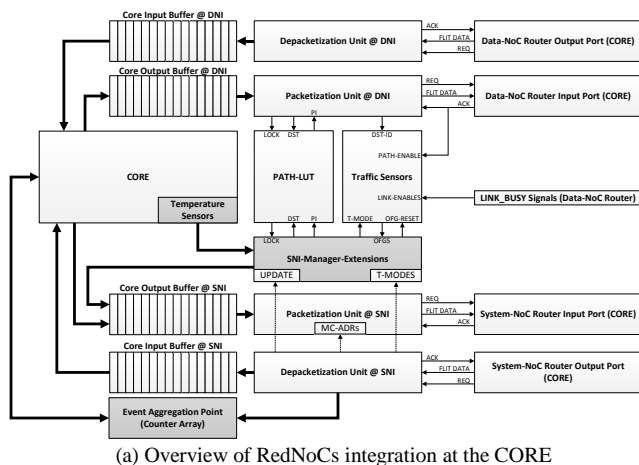 Core Input Buffer @ DNI
Depacketization Unit @ DNI
ACK
FLIT DATA
REQ
Data-NoC Router Output Port (CORE)
Core Output Buffer @ DNI
Packetization Unit @ DNI
REQ
FLIT DATA
ACK
Data-NoC Router Input Port (CORE)
LOCK DST PI
DST-ID
CORE
Temperature
Sensors
PATH-LUT
Traffic Sensors
PATH-ENABLE
LINK-ENABLES
LINK_BUSY Signals (Data-NoC Router)
DST PI
LOCK
T-MODE OFG-RESET
OFGS
SNI-Manager-Extensions
UPDATE T-MODES
Core Output Buffer @ SNI
Packetization Unit @ SNI
MC-ADRs
REQ
FLIT DATA
ACK
System-NoC Router Input Port (CORE)
Core Input Buffer @ SNI
Depacketization Unit @ SNI
ACK
FLIT DATA
REQ
System-NoC Router Output Port
(CORE)
Event Aggregation Point
(Counter Array)
(a) Overview of RedNoCs integration at the CORE